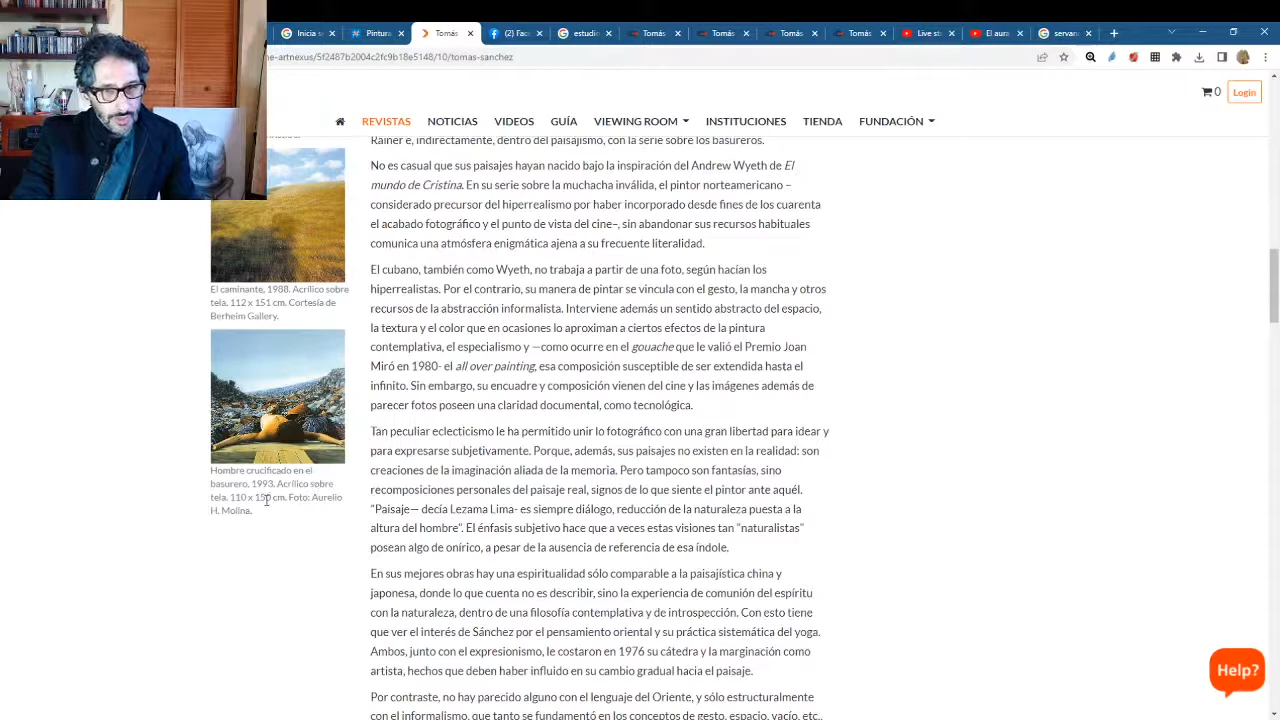 Inicia s
Pintura
Tomás
(2) Face
estudio
Tomás
Tomás
Tomás
Tomás
Live st
El aura
servan
ne-artnexus/5f2487b2004c2fc9b18e5148/10/tomas-sanchez
0
Login
REVISTAS NOTICIAS VIDEOS GUÍA VIEWING ROOM INSTITUCIONES TIENDA FUNDACIÓN
El caminante, 1988. Acrílico sobre
tela. 112 x 151 cm. Cortesía de
Berheim Gallery.
Hombre crucificado en el
basurero, 1993. Acrílico sobre
tela. 110 x 150 cm. Foto: Aurelio
H. Molina.
Rainer e, indirectamente, dentro del paisajismo, con la serie sobre los basureros.
No es casual que sus paisajes hayan nacido bajo la inspiración del Andrew Wyeth de El
mundo de Cristina. En su serie sobre la muchacha inválida, el pintor norteamericano –
considerado precursor del hiperrealismo por haber incorporado desde fines de los cuarenta
el acabado fotográfico y el punto de vista del cine–, sin abandonar sus recursos habituales
comunica una atmósfera enigmática ajena a su frecuente literalidad.
El cubano, también como Wyeth, no trabaja a partir de una foto, según hacían los
hiperrealistas. Por el contrario, su manera de pintar se vincula con el gesto, la mancha y otros
recursos de la abstracción informalista. Interviene además un sentido abstracto del espacio,
la textura y el color que en ocasiones lo aproximan a ciertos efectos de la pintura
contemplativa, el especialismo y —como ocurre en el gouache que le valió el Premio Joan
Miró en 1980- el all over painting, esa composición susceptible de ser extendida hasta el
infinito. Sin embargo, su encuadre y composición vienen del cine y las imágenes además de
parecer fotos poseen una claridad documental, como tecnológica.
Tan peculiar eclecticismo le ha permitido unir lo fotográfico con una gran libertad para idear y
para expresarse subjetivamente. Porque, además, sus paisajes no existen en la realidad: son
creaciones de la imaginación aliada de la memoria. Pero tampoco son fantasías, sino
recomposiciones personales del paisaje real, signos de lo que siente el pintor ante aquél.
"Paisaje— decía Lezama Lima- es siempre diálogo, reducción de la naturaleza puesta a la
altura del hombre". El énfasis subjetivo hace que a veces estas visiones tan "naturalistas"
posean algo de onírico, a pesar de la ausencia de referencia de esa índole.
En sus mejores obras hay una espiritualidad sólo comparable a la paisajística china y
japonesa, donde lo que cuenta no es describir, sino la experiencia de comunión del espíritu
con la naturaleza, dentro de una filosofía contemplativa y de introspección. Con esto tiene
que ver el interés de Sánchez por el pensamiento oriental y su práctica sistemática del yoga.
Ambos, junto con el expresionismo, le costaron en 1976 su cátedra y la marginación como
artista, hechos que deben haber influido en su cambio gradual hacia el paisaje.
Por contraste, no hay parecido alguno con el lenguaje del Oriente, y sólo estructuralmente
con el informalismo, que tanto se fundamentó en los conceptos de gesto, espacio, vacío, etc.,
Help?